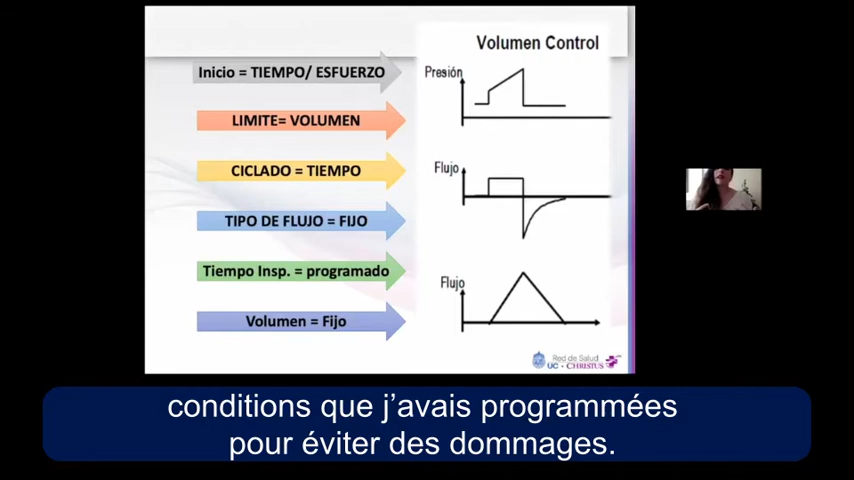 Volumen Control
Inicio = TIEMPO/ ESFUERZO
Presión
LIMITE= VOLUMEN
CICLADO = TIEMPO
Flujo
TIPO DE FLUJO = FIJO
Tiempo Insp. = programado
Flujo
Volumen = Fijo
Red de Salud
UC · CHRISTUS
conditions que j’avais programmées
pour éviter des dommages.